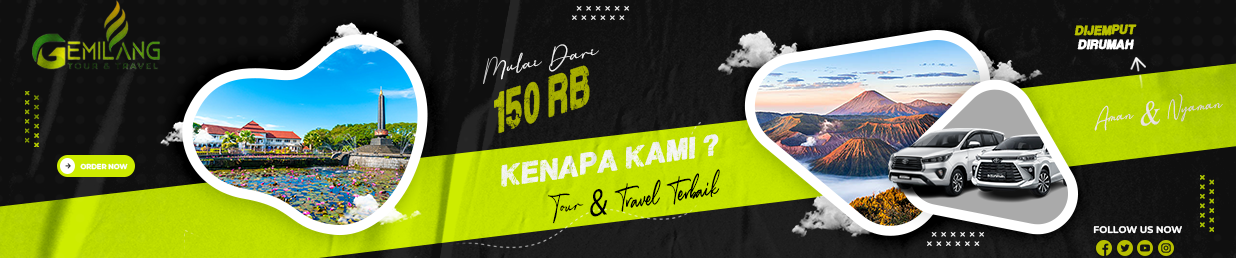 GEMILANG
TOUR & TRAVEL
ORDER NOW
Mulai Dari
150 RB
KENAPA KAMI ?
Tour & Travel Terbaik
DIJEMPUT
DIRUMAH
Aman & Nyaman
FOLLOW US NOW